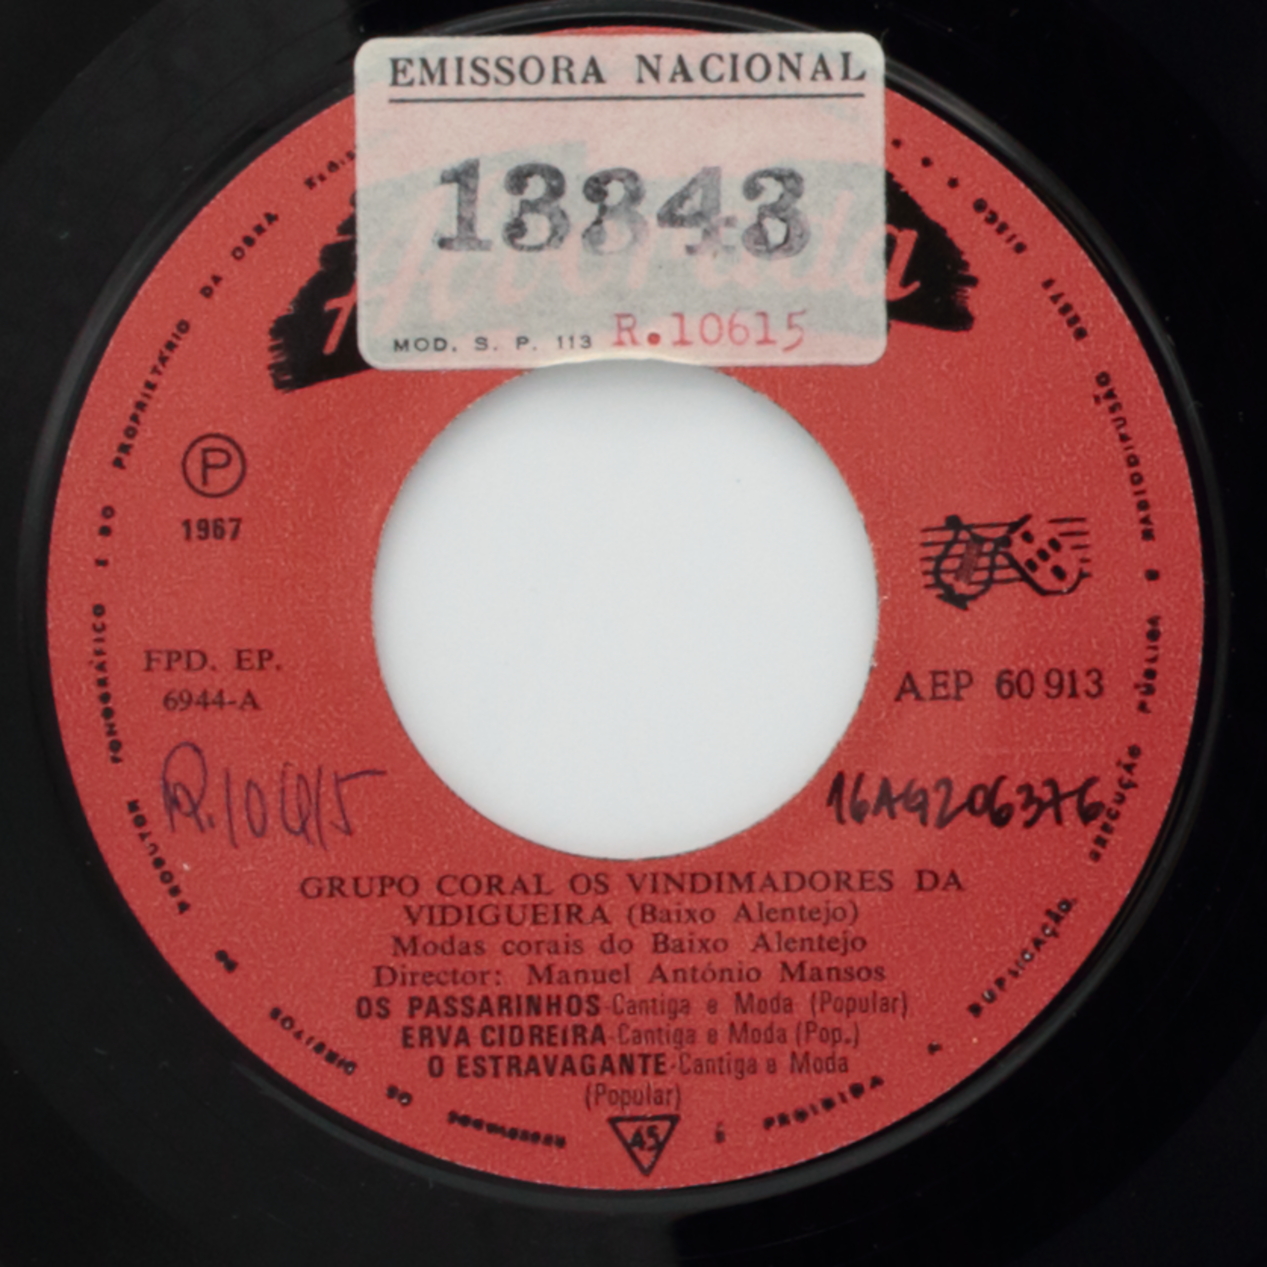 EMISSORA NACIONAL
13843
MOD. S. P. 113 R.10615
Alvorada
P
1967
FPD. EP.
6944-A
AEP 60 913
R.10615
16AG206376
GRUPO CORAL OS VINDIMADORES DA
VIDIGUEIRA (Baixo Alentejo)
Modas corais do Baixo Alentejo
Director: Manuel António Mansos
OS PASSARINHOS-Cantiga e Moda (Popular)
ERVA CIDREIRA-Cantiga e Moda (Pop.)
O ESTRAVAGANTE-Cantiga e Moda
(Popular)
45
RESERVADOS OS DIREITOS DO PRODUTOR FONOGRÁFICO E DO PROPRIETÁRIO DA OBRA
É PROIBIDA A DUPLICAÇÃO, EXECUÇÃO PÚBLICA E RADIODIFUSÃO DESTE DISCO